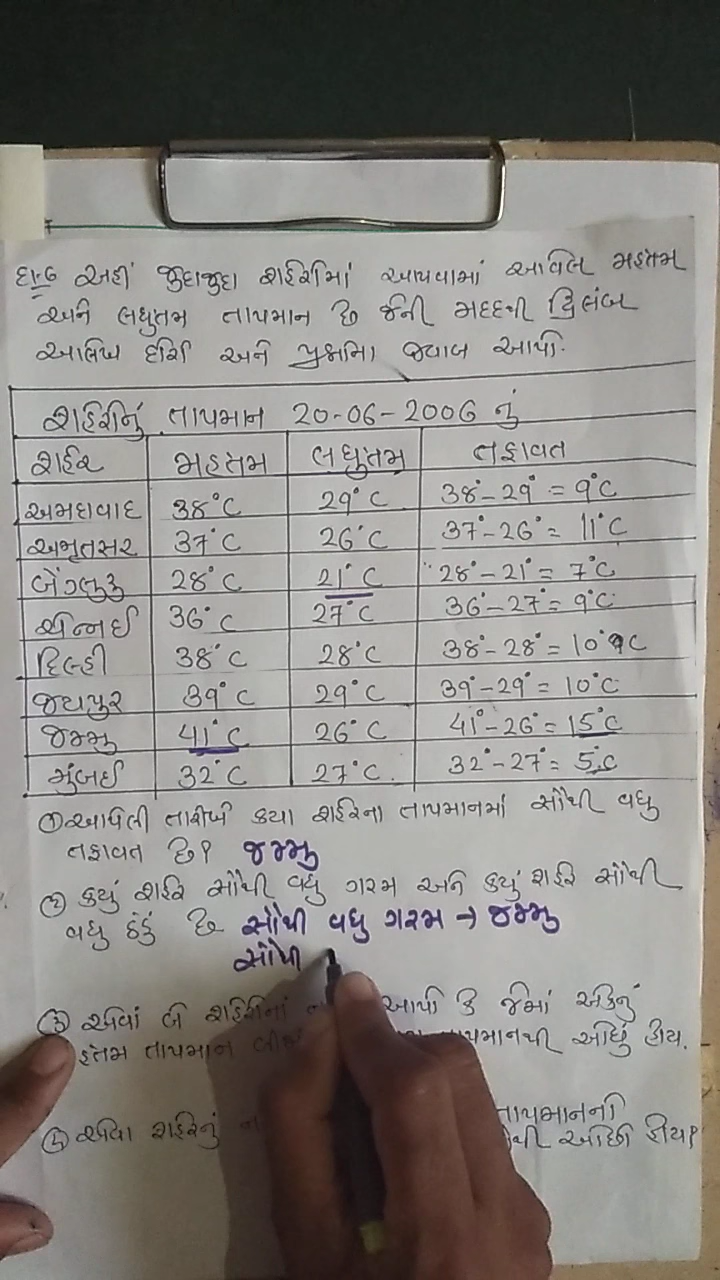 દા.6 અહીં જુદાજુદા શહેરોમાં આપવામાં આવેલ મહતમ
અને લઘુતમ તાપમાન છે જેની મદદથી દ્વિલંબ
આલેખ દોરો અને પ્રશ્નોના જવાબ આપો.
શહેરોનું તાપમાન 20-06-2006 નું
શહેર મહતમ લઘુતમ તફાવત
અમદાવાદ 38°C 29°C 38°-29° = 9°C
અમૃતસર 37°C 26°C 37°-26° = 11°C
બેંગલુરુ 28°C 21°C 28°-21° = 7°C
ચેન્નઈ 36°C 27°C 36°-27° = 9°C
દિલ્હી 38°C 28°C 38°-28° = 10°C
જયપુર 39°C 29°C 39°-29° = 10°C
જમ્મુ 41°C 26°C 41°-26° = 15°C
મુંબઈ 32°C 27°C 32°-27° = 5°C
① આપેલી તારીખે કયા શહેરના તાપમાનમાં સૌથી વધુ
તફાવત છે? જમ્મુ
② કયું શહેર સૌથી વધુ ગરમ અને કયું શહેર સૌથી
વધુ ઠંડું છે સૌથી વધુ ગરમ → જમ્મુ
સૌથી
③ એવાં બે શહેરોનાં આપો કે જેમાં એકનું
તાપમાન તાપમાનથી ઓછું હોય.
④ એવા શહેરનું તાપમાનની
ઓછો હોય?